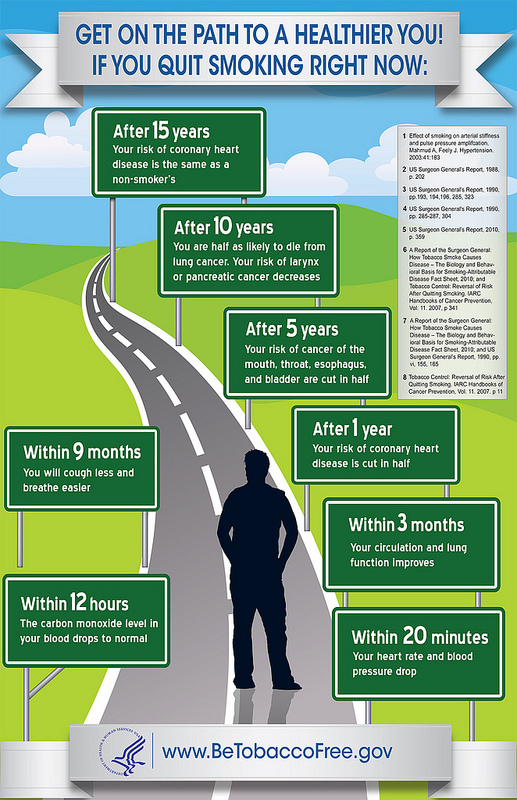 GET ON THE PATH TO A HEALTHIER YOU!
IF YOU QUIT SMOKING RIGHT NOW:
After 15 years
Your risk of coronary heart
disease is the same as a
non-smoker's
After 10 years
You are half as likely to die from
lung cancer. Your risk of larynx
or pancreatic cancer decreases
After 5 years
Your risk of cancer of the
mouth, throat, esophagus,
and bladder are cut in half
After 1 year
Your risk of coronary heart
disease is cut in half
Within 9 months
You will cough less and
breathe easier
Within 3 months
Your circulation and lung
function improves
Within 12 hours
The carbon monoxide level in
your blood drops to normal
Within 20 minutes
Your heart rate and blood
pressure drop
1 Effect of smoking on arterial stiffness
and pulse pressure amplifcation,
Mahmud A, Feely J. Hypertension.
2003:41:183
2 US Surgeon General's Report, 1988,
p. 202
3 US Surgeon General's Report, 1990,
pp.193, 194,196, 285, 323
4 US Surgeon General's Report, 1990,
pp. 285-287, 304
5 US Surgeon General's Report, 2010,
p. 359
6 A Report of the Surgeon General:
How Tobacco Smoke Causes
Disease – The Biology and Behav-
ioral Basis for Smoking-Attributable
Disease Fact Sheet, 2010; and
Tobacco Control: Reversal of Risk
After Quitting Smoking. IARC
Handbooks of Cancer Prevention,
Vol. 11. 2007, p 341
7 A Report of the Surgeon General:
How Tobacco Smoke Causes
Disease – The Biology and Behav-
ioral Basis for Smoking-Attributable
Disease Fact Sheet, 2010; and US
Surgeon General's Report, 1990, pp.
vi, 155, 165
8 Tobacco Control: Reversal of Risk After
Quitting Smoking. IARC Handbooks of
Cancer Prevention, Vol. 11. 2007. p 11
www.BeTobaccoFree.gov